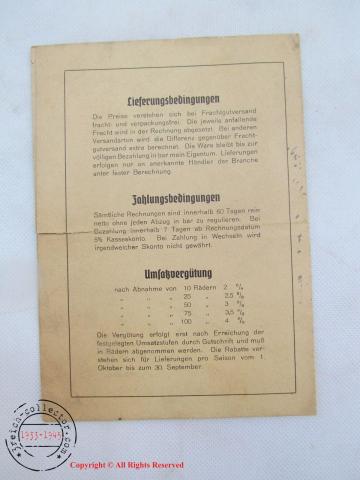 Lieferungsbedingungen
Die Preise verstehen sich bei Frachtgutversand
fracht- und verpackungsfrei. Die jeweils anfallende
Fracht wird in der Rechnung abgesetzt. Bei anderen
Versandarten wird die Differenz gegenüber Fracht-
gutversand extra berechnet. Die Ware bleibt bis zur
völligen Bezahlung in bar mein Eigentum. Lieferungen
erfolgen nur an anerkannte Händler der Branche
unter fester Berechnung.
Zahlungsbedingungen
Sämtliche Rechnungen sind innerhalb 60 Tagen rein
netto ohne jeden Abzug in bar zu regulieren. Bei
Bezahlung innerhalb 7 Tagen ab Rechnungsdatum
5% Kassaskonto. Bei Zahlung in Wechseln wird
irgendwelcher Skonto nicht gewährt.
Umsatzvergütung
nach Abnahme von 10 Rädern 2 %
„ „ „ 25 „ 2,5 %
„ „ „ 50 „ 3 %
„ „ „ 75 „ 3,5 %
„ „ „ 100 „ 4 %
Die Vergütung erfolgt erst nach Erreichung der
festgelegten Umsatzstufen durch Gutschrift und muß
in Rädern abgenommen werden. Die Rabatte ver-
stehen sich für Lieferungen pro Saison vom 1.
Oktober bis zum 30. September.
3reich-collector.com
1933-1945
Copyright © All Rights Reserved